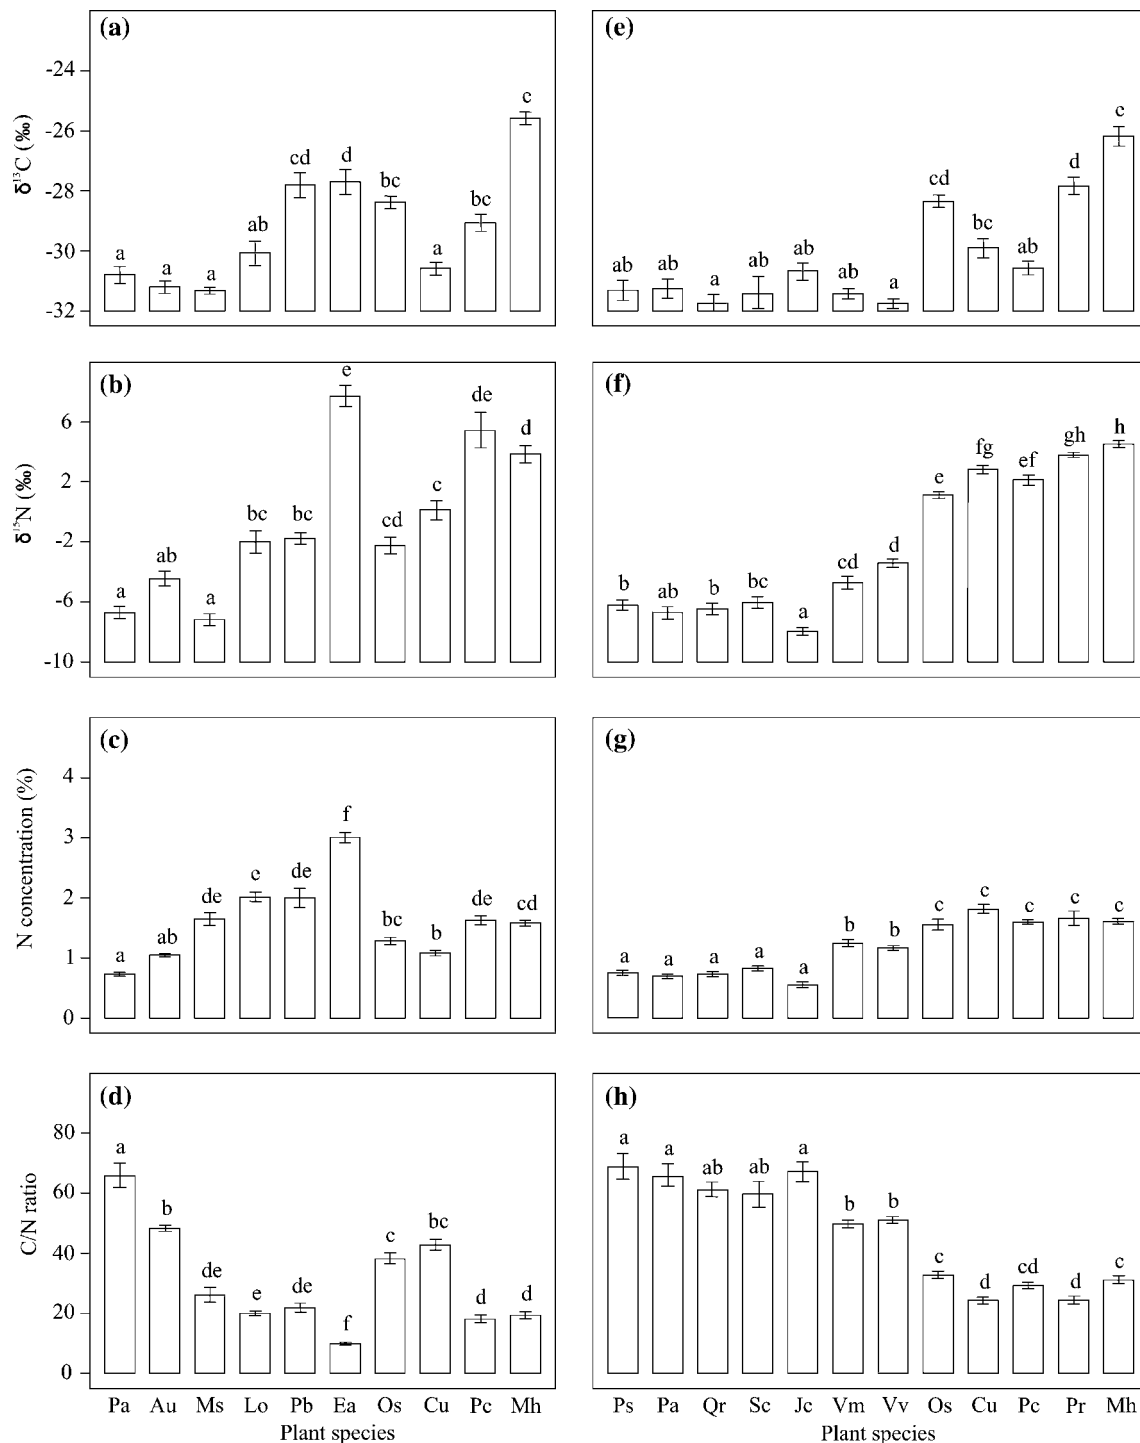 (a)
(e)
-24
-26
-28
-30
-32
δ¹³C (‰)
a a a ab cd d bc a bc e
ab ab a ab ab ab a cd bc ab d e
(b)
(f)
6
2
-2
-6
-10
δ¹⁵N (‰)
a ab a bc bc e cd c de d
b ab b bc a cd d e fg ef gh h
(c)
(g)
4
3
2
1
0
N concentration (%)
a ab de e de f bc b de cd
a a a a a b b c c c c c
(d)
(h)
80
60
40
20
0
C/N ratio
a b de e de f c bc d d
a a ab ab a b b c d cd d c
Pa Au Ms Lo Pb Ea Os Cu Pc Mh
Ps Pa Qr Sc Jc Vm Vv Os Cu Pc Pr Mh
Plant species
Plant species